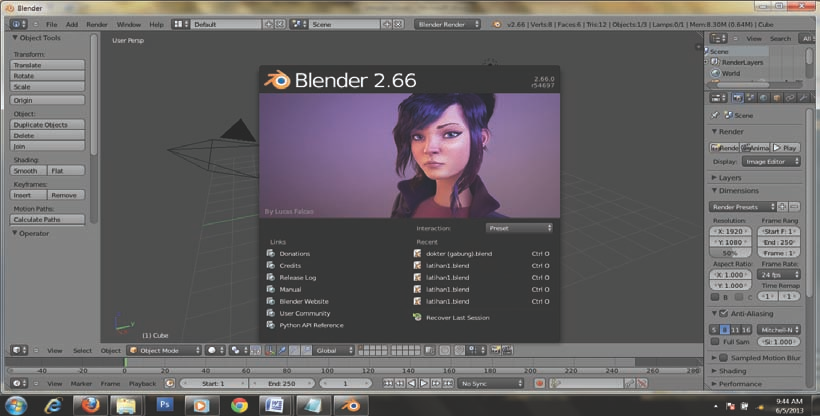 Blender
File Add Render Window Help Default Scene Blender Render v2.66 | Verts:8 | Faces:6 | Tris:12 | Objects:1/3 | Lamps:0/1 | Mem:8.30M (0.64M) | Cube
View Search All S
Object Tools
User Persp
Scene
RenderLayers
World
Transform:
Translate
Rotate
Scale
Origin
Object:
Duplicate Objects
Delete
Join
Shading:
Smooth Flat
Keyframes:
Insert Remove
Motion Paths:
Calculate Paths
Operator
Blender 2.66
2.66.0
r54697
By Lucas Falcao
Interaction: Preset
Links
Donations
Credits
Release Log
Manual
Blender Website
User Community
Python API Reference
Recent
dokter (gabung).blend Ctrl O
latihan1.blend Ctrl O
latihan1.blend Ctrl O
latihan1.blend Ctrl O
latihan1.blend Ctrl O
Recover Last Session
Scene
Render
Rende Anima Play
Display: Image Editor
Layers
Dimensions
Render Presets
Resolution: Frame Rang
X: 1920 Start F: 1
Y: 1080 End : 250
50% Frame : 1
Aspect Ratio: Frame Rate:
X: 1.000 24 fps
Y: 1.000 Time Remap
B C 1 1
Anti-Aliasing
5 8 11 16 Mitchell-N
Full Sam Si: 1.000
Sampled Motion Blur
Shading
Performance
(1) Cube
View Select Object Object Mode Global
-40 -20 0 20 40 60 80 100 120 140 160 180 200 220 240 260 280
View Marker Frame Playback Start: 1 End: 250 1 No Sync
Ps W
9:44 AM
6/5/2013